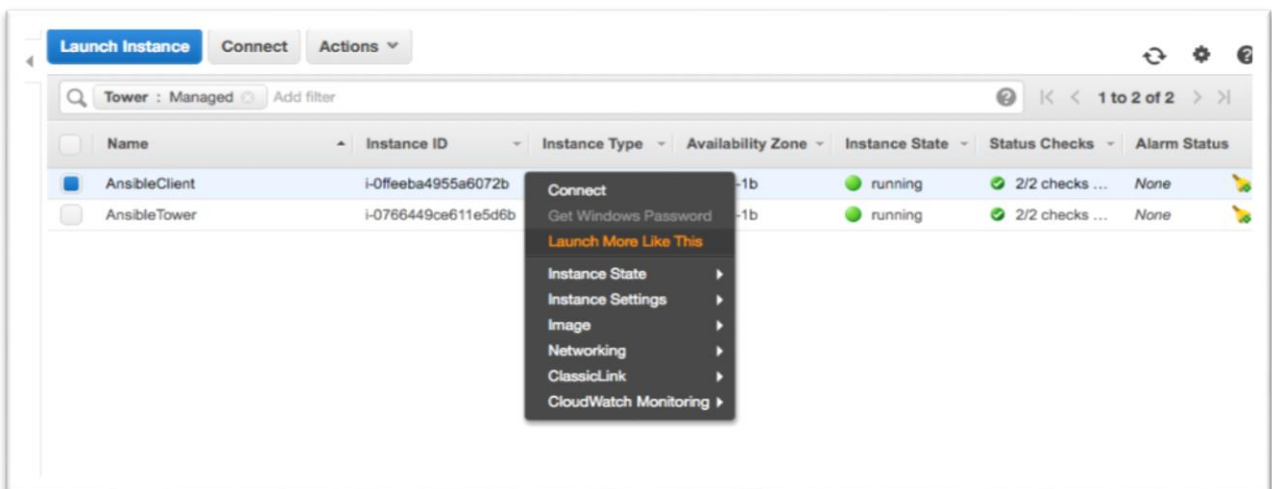 Launch Instance Connect Actions
Tower : Managed Add filter 1 to 2 of 2
Name Instance ID Instance Type Availability Zone Instance State Status Checks Alarm Status
AnsibleClient i-0ffeeba4955a6072b -1b running 2/2 checks ... None
AnsibleTower i-0766449ce611e5d6b -1b running 2/2 checks ... None
Connect
Get Windows Password
Launch More Like This
Instance State
Instance Settings
Image
Networking
ClassicLink
CloudWatch Monitoring